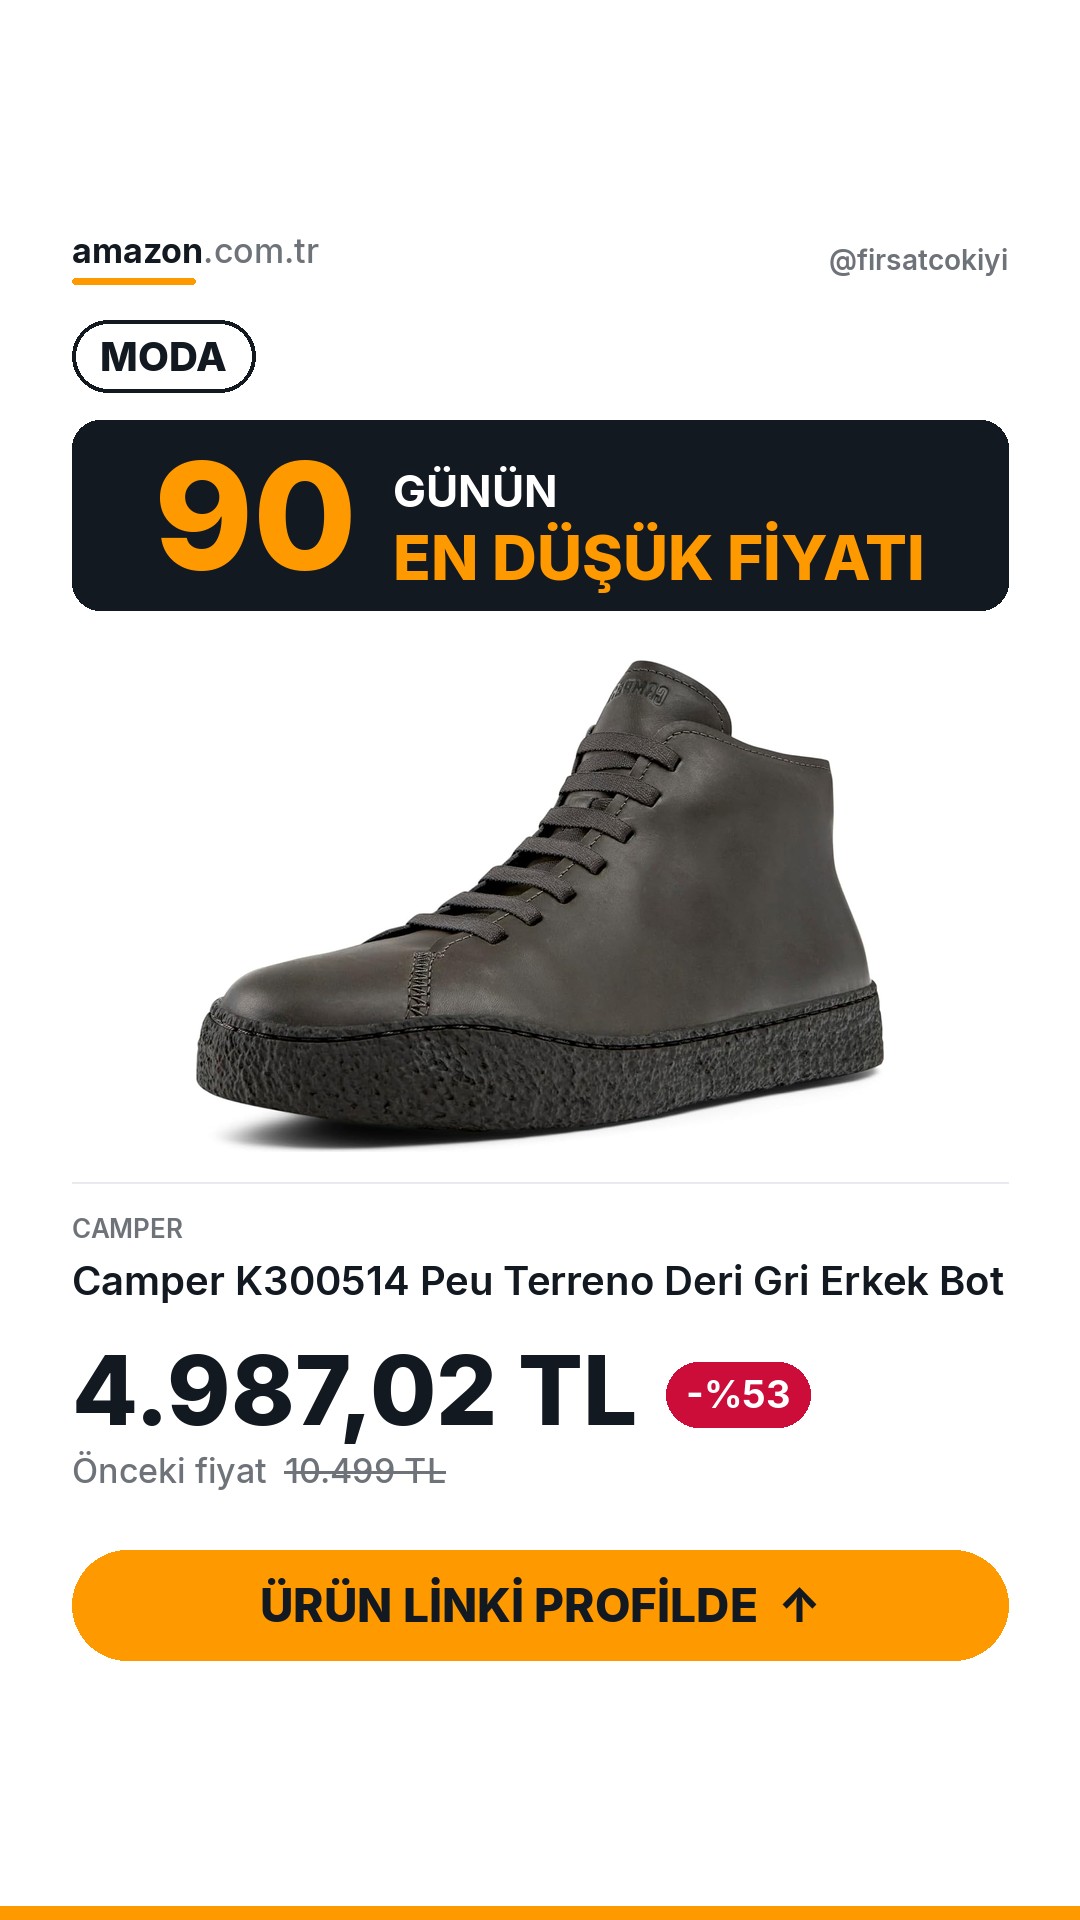 amazon.com.tr
@firsatcokiyi
MODA
90 GÜNÜN
EN DÜŞÜK FİYATI
CAMPER
CAMPER
Camper K300514 Peu Terreno Deri Gri Erkek Bot
4.987,02 TL -%53
Önceki fiyat 10.499 TL
ÜRÜN LİNKİ PROFİLDE ↑